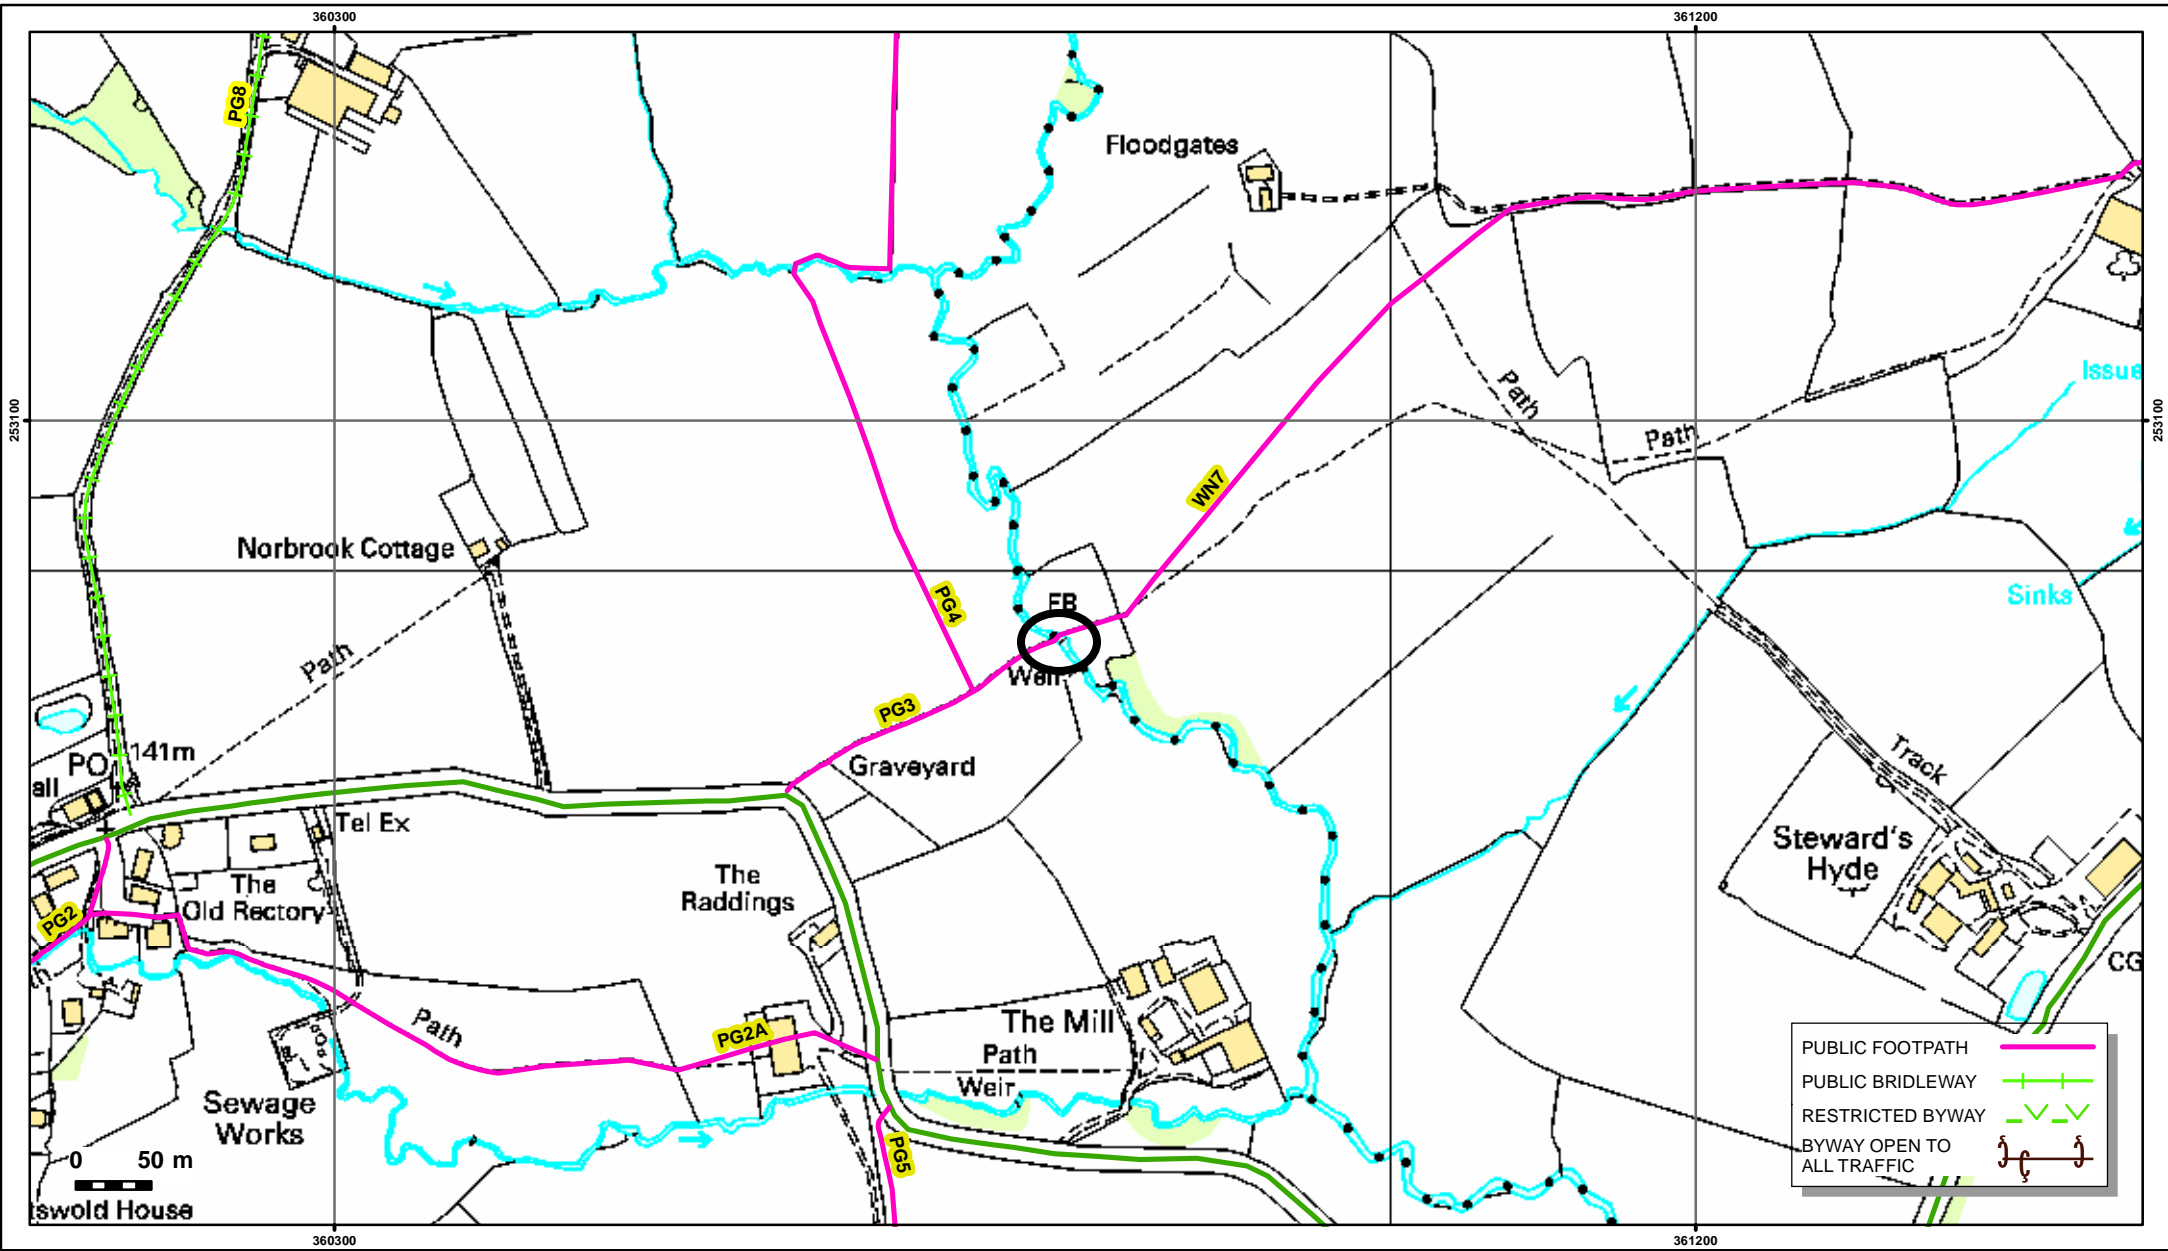 360300
361200
PG8
Floodgates
253100
253100
Issue
Path
Path
WN7
Norbrook Cottage
PG4
FB
Sinks
Path
Weir
PG3
PO
141m
all
Graveyard
Track
Tel Ex
Steward's
Hyde
The
Old Rectory
The
Raddings
PG2
CG
Path
PG2A
The Mill
Path
Weir
Sewage
Works
PG5
0 50 m
tswold House
PUBLIC FOOTPATH
PUBLIC BRIDLEWAY
RESTRICTED BYWAY
BYWAY OPEN TO
ALL TRAFFIC
360300
361200